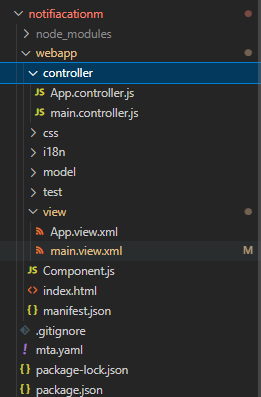 notifiacationm
node_modules
webapp
controller
JS App.controller.js
JS main.controller.js
css
i18n
model
test
view
App.view.xml
main.view.xml M
JS Component.js
<> index.html
{} manifest.json
.gitignore
! mta.yaml
{} package-lock.json
{} package.json